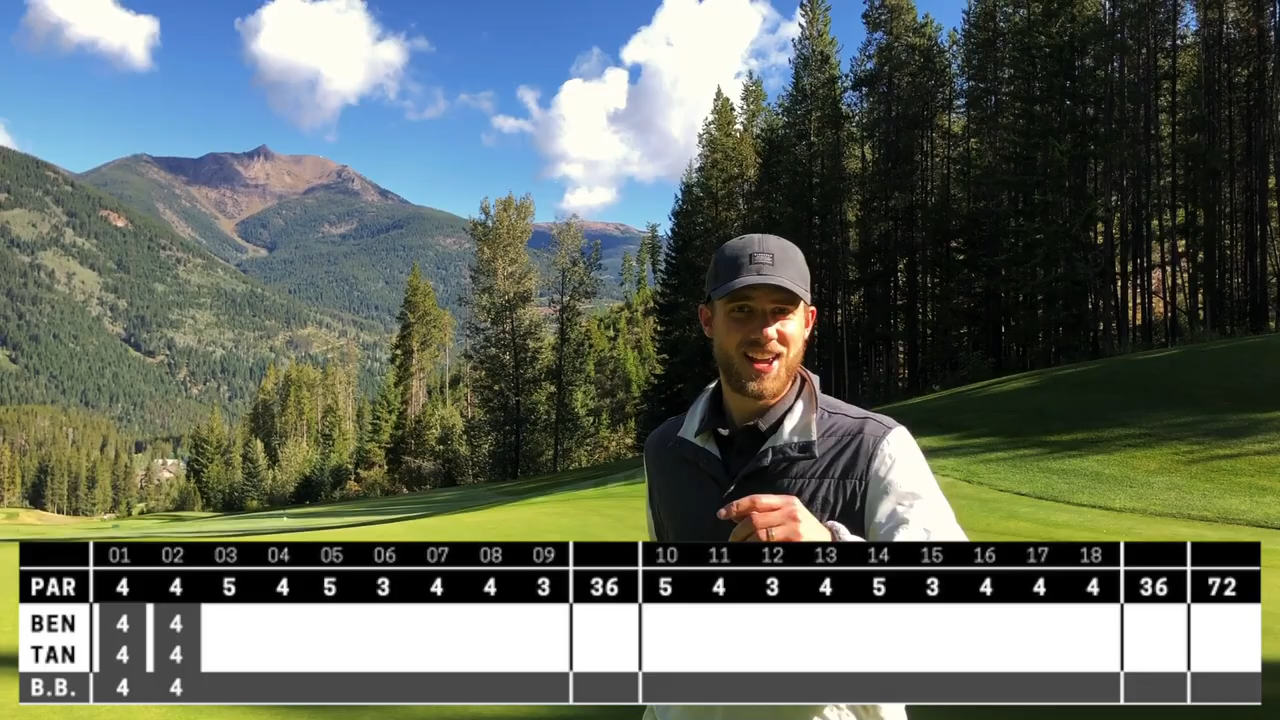 01 02 03 04 05 06 07 08 09 10 11 12 13 14 15 16 17 18
PAR 4 4 5 4 5 3 4 4 3 36 5 4 3 4 5 3 4 4 4 36 72
BEN 4 4
TAN 4 4
B.B. 4 4